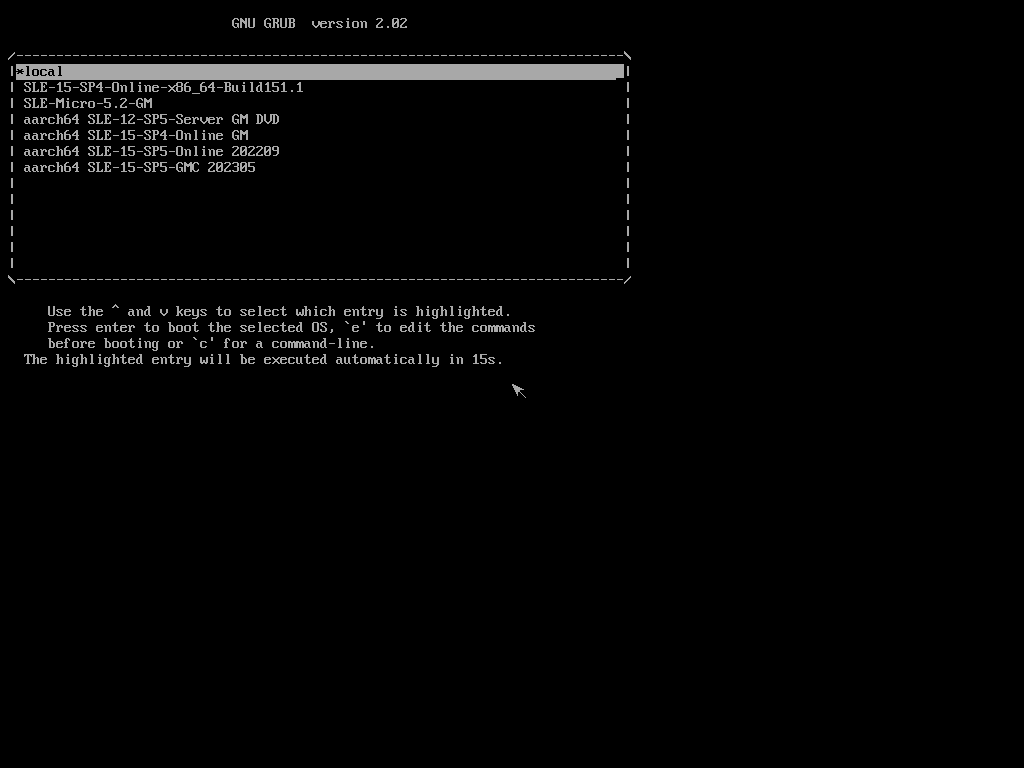 GNU GRUB  version 2.02
*local
SLE-15-SP4-Online-x86_64-Build151.1
SLE-Micro-5.2-GM
aarch64 SLE-12-SP5-Server GM DVD
aarch64 SLE-15-SP4-Online GM
aarch64 SLE-15-SP5-Online 202209
aarch64 SLE-15-SP5-GMC 202305
Use the ^ and v keys to select which entry is highlighted.
Press enter to boot the selected OS, `e' to edit the commands
before booting or `c' for a command-line.
The highlighted entry will be executed automatically in 15s.